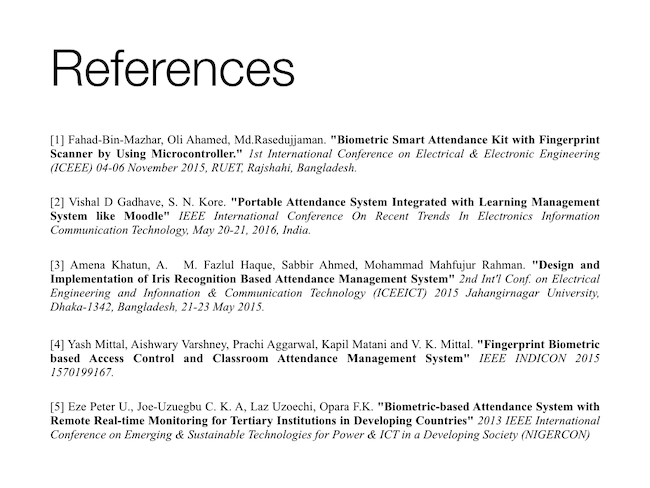 References
[1] Fahad-Bin-Mazhar, Oli Ahamed, Md.Rasedujjaman. "Biometric Smart Attendance Kit with Fingerprint
Scanner by Using Microcontroller." 1st International Conference on Electrical & Electronic Engineering
(ICEEE) 04-06 November 2015, RUET, Rajshahi, Bangladesh.
[2] Vishal D Gadhave, S. N. Kore. "Portable Attendance System Integrated with Learning Management
System like Moodle" IEEE International Conference On Recent Trends In Electronics Information
Communication Technology, May 20-21, 2016, India.
[3] Amena Khatun, A. M. Fazlul Haque, Sabbir Ahmed, Mohammad Mahfujur Rahman. "Design and
Implementation of Iris Recognition Based Attendance Management System" 2nd Int'l Conf. on Electrical
Engineering and Infonnation & Communication Technology (ICEEICT) 2015 Jahangirnagar University,
Dhaka-1342, Bangladesh, 21-23 May 2015.
[4] Yash Mittal, Aishwary Varshney, Prachi Aggarwal, Kapil Matani and V. K. Mittal. "Fingerprint Biometric
based Access Control and Classroom Attendance Management System" IEEE INDICON 2015
1570199167.
[5] Eze Peter U., Joe-Uzuegbu C. K. A, Laz Uzoechi, Opara F.K. "Biometric-based Attendance System with
Remote Real-time Monitoring for Tertiary Institutions in Developing Countries" 2013 IEEE International
Conference on Emerging & Sustainable Technologies for Power & ICT in a Developing Society (NIGERCON)